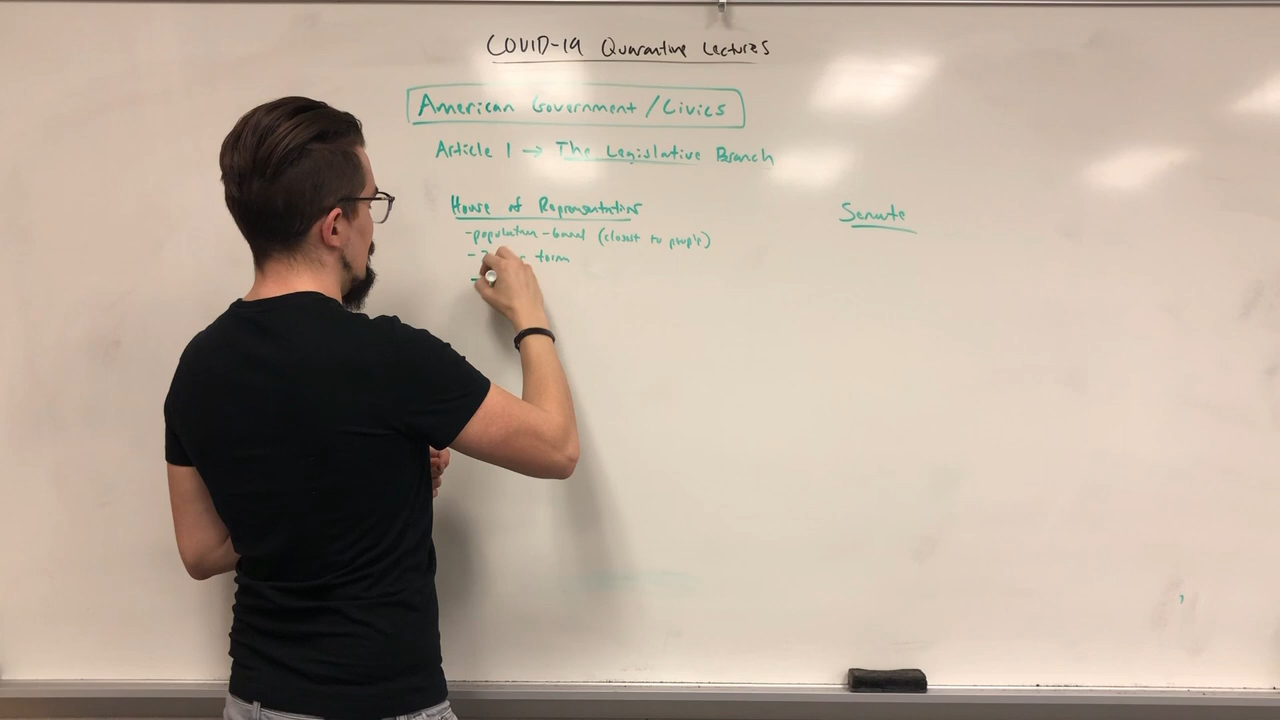 COVID-19 Quarantine Lectures
American Government/Civics
Article 1 → The Legislative Branch
House of Representatives
Senate
-population-based (closest to people)
- 2 term
-